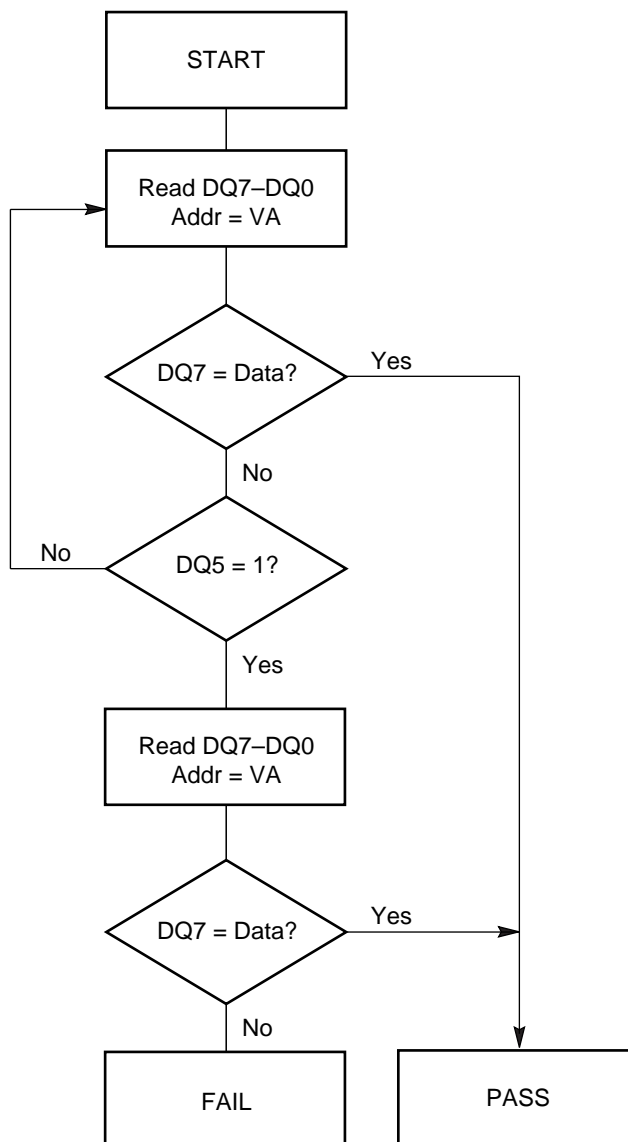 START
Read DQ7–DQ0
Addr = VA
DQ7 = Data?
Yes
No
No
DQ5 = 1?
Yes
Read DQ7–DQ0
Addr = VA
DQ7 = Data?
Yes
No
FAIL
PASS